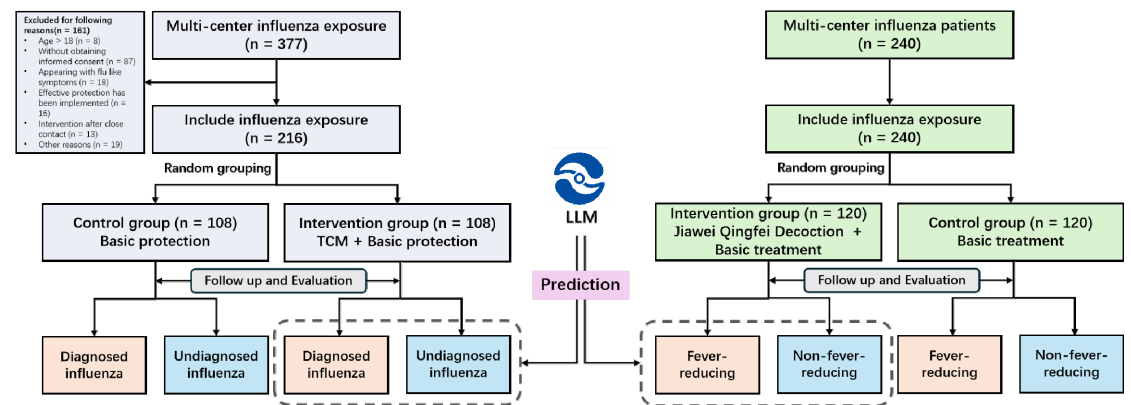 Excluded for following
reasons(n = 161)
• Age > 18 (n = 8)
• Without obtaining
informed consent (n = 87)
• Appearing with flu like
symptoms (n = 18)
• Effective protection has
been implemented (n =
16)
• Intervention after close
contact (n = 13)
• Other reasons (n = 19)
Multi-center influenza exposure
(n = 377)
Include influenza exposure
(n = 216)
Random grouping
Control group (n = 108)
Basic protection
Intervention group (n = 108)
TCM + Basic protection
Follow up and Evaluation
Diagnosed
influenza
Undiagnosed
influenza
Diagnosed
influenza
Undiagnosed
influenza
LLM
Prediction
Multi-center influenza patients
(n = 240)
Include influenza exposure
(n = 240)
Random grouping
Intervention group (n = 120)
Jiawei Qingfei Decoction +
Basic treatment
Control group (n = 120)
Basic treatment
Follow up and Evaluation
Fever-
reducing
Non-fever-
reducing
Fever-
reducing
Non-fever-
reducing